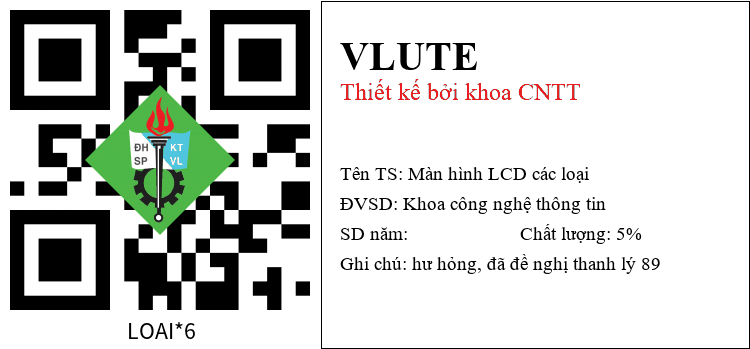 ĐH KT
SP VL
LOAI*6
VLUTE
Thiết kế bởi khoa CNTT
Tên TS: Màn hình LCD các loại
ĐVSD: Khoa công nghệ thông tin
SD năm: Chất lượng: 5%
Ghi chú: hư hỏng, đã đề nghị thanh lý 89